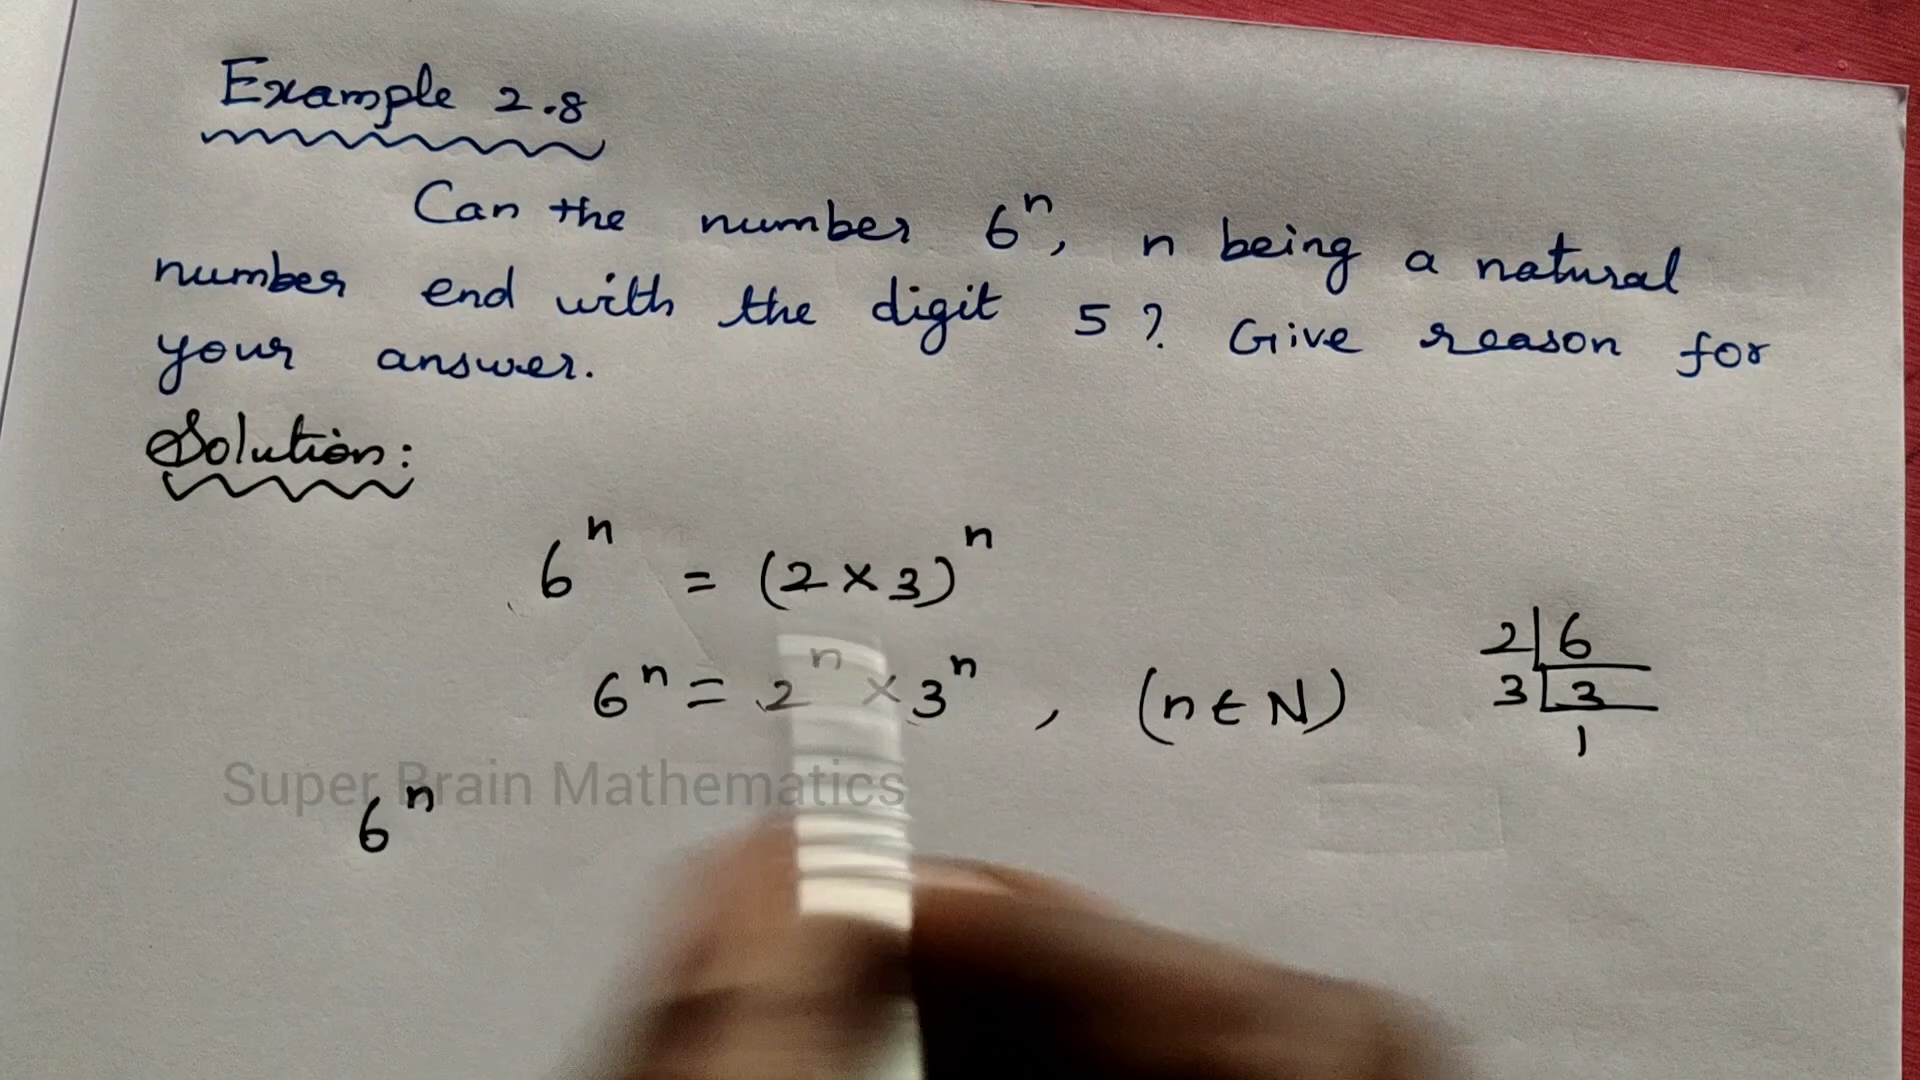 Example 2.8
Can the number 6ⁿ, n being a natural
number end with the digit 5? Give reason for
your answer.
Solution:
6ⁿ = (2×3)ⁿ
6ⁿ = 2ⁿ × 3ⁿ , (n ∈ N)
2|6
3|3
1
Super Brain Mathematics
6ⁿ